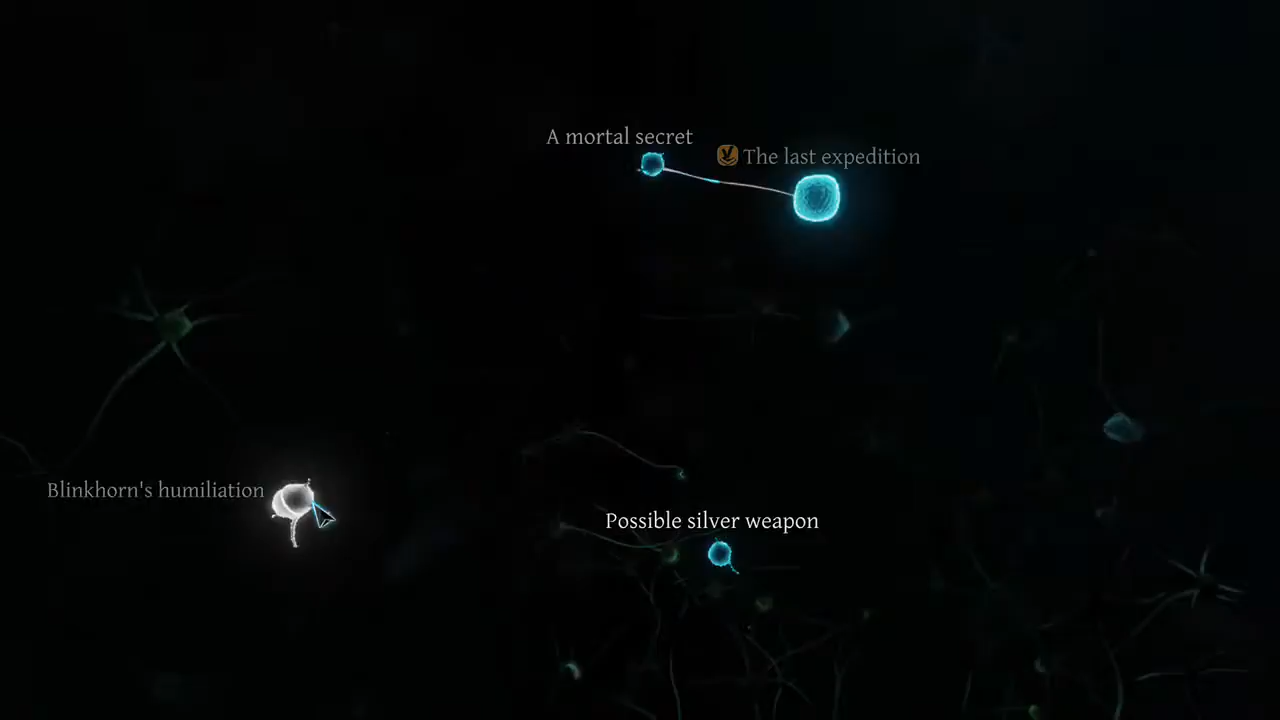 A mortal secret
The last expedition
Blinkhorn's humiliation
Possible silver weapon